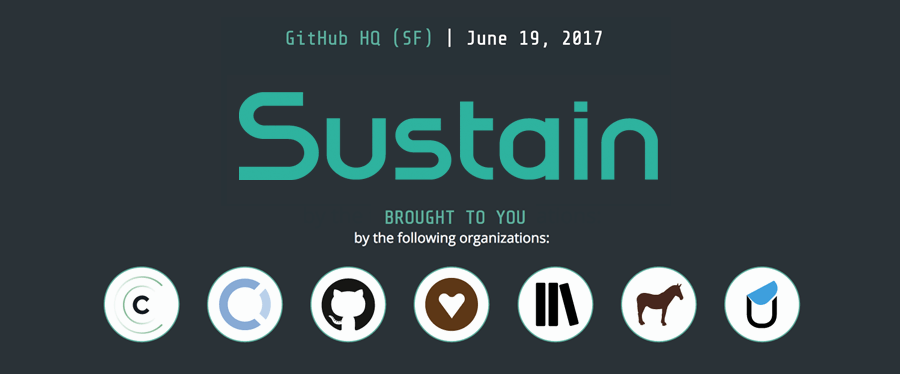 GitHub HQ (SF) | June 19, 2017
Sustain
BROUGHT TO YOU
by the following organizations:
C